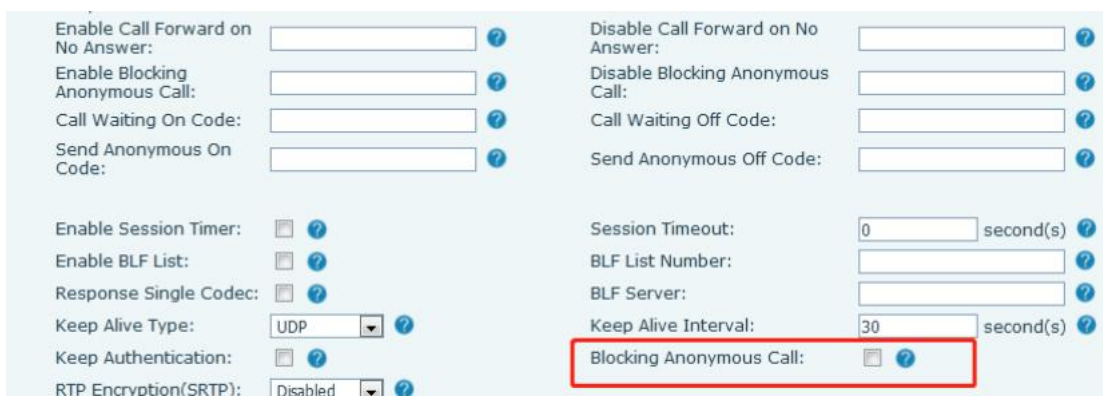 Enable Call Forward on
No Answer:
Disable Call Forward on No
Answer:
Enable Blocking
Anonymous Call:
Disable Blocking Anonymous
Call:
Call Waiting On Code:
Call Waiting Off Code:
Send Anonymous On
Code:
Send Anonymous Off Code:
Enable Session Timer:
Session Timeout: 0 second(s)
Enable BLF List:
BLF List Number:
Response Single Codec:
BLF Server:
Keep Alive Type: UDP
Keep Alive Interval: 30 second(s)
Keep Authentication:
Blocking Anonymous Call:
RTP Encryption(SRTP): Disabled